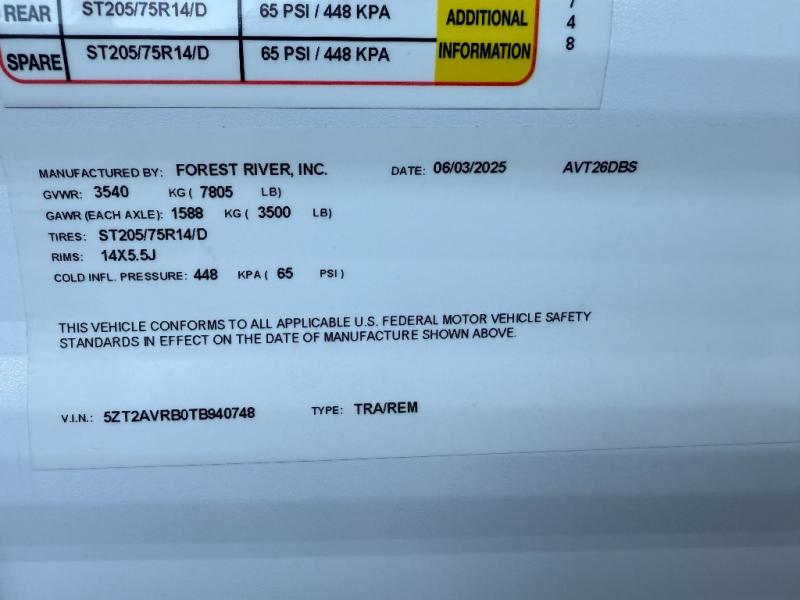 REAR ST205/75R14/D 65 PSI / 448 KPA ADDITIONAL
SPARE ST205/75R14/D 65 PSI / 448 KPA INFORMATION
4
8
MANUFACTURED BY: FOREST RIVER, INC. DATE: 06/03/2025 AVT26DBS
GVWR: 3540 KG ( 7805 LB)
GAWR (EACH AXLE): 1588 KG ( 3500 LB)
TIRES: ST205/75R14/D
RIMS: 14X5.5J
COLD INFL. PRESSURE: 448 KPA ( 65 PSI )
THIS VEHICLE CONFORMS TO ALL APPLICABLE U.S. FEDERAL MOTOR VEHICLE SAFETY
STANDARDS IN EFFECT ON THE DATE OF MANUFACTURE SHOWN ABOVE.
V.I.N.: 5ZT2AVRB0TB940748 TYPE: TRA/REM